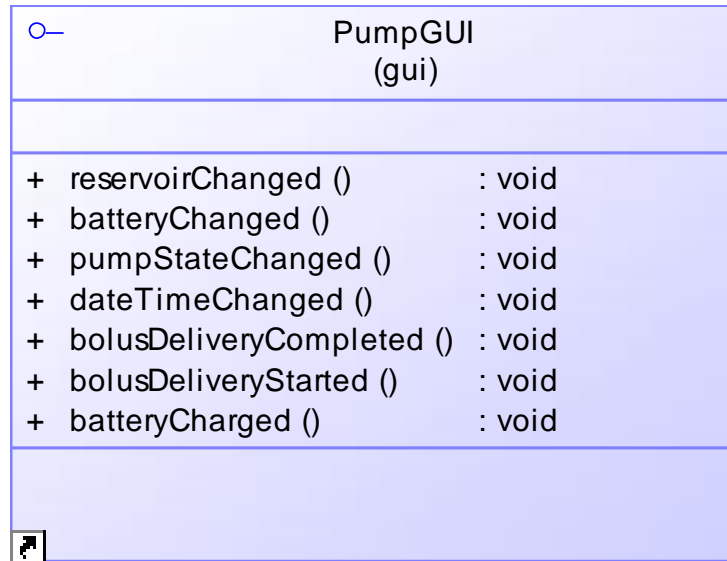 PumpGUI
(gui)
+ reservoirChanged () : void
+ batteryChanged () : void
+ pumpStateChanged () : void
+ dateTimeChanged () : void
+ bolusDeliveryCompleted () : void
+ bolusDeliveryStarted () : void
+ batteryCharged () : void